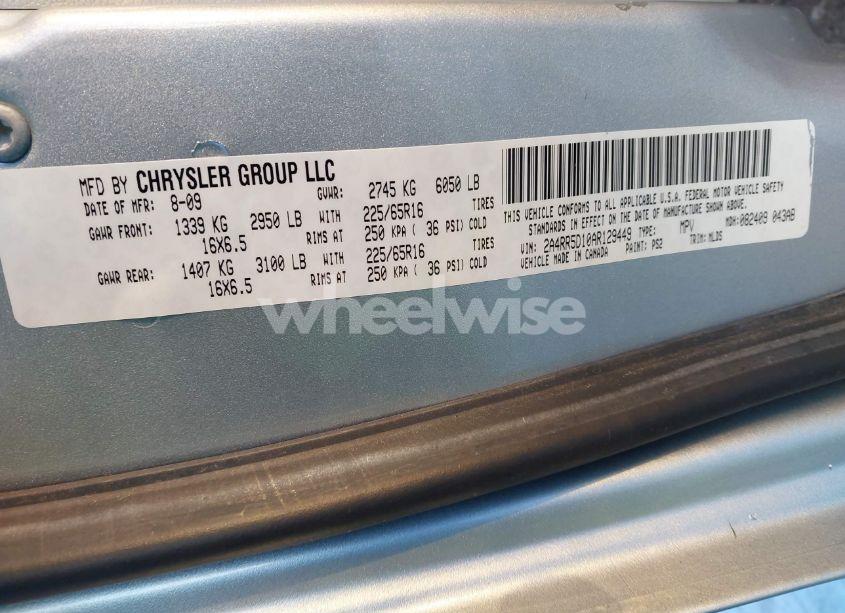 MFD BY CHRYSLER GROUP LLC
DATE OF MFR: 8-09 GVWR: 2745 KG 6050 LB
GAWR FRONT: 1339 KG 2950 LB WITH 225/65R16 TIRES
16X6.5 RIMS AT 250 KPA ( 36 PSI) COLD
GAWR REAR: 1407 KG 3100 LB WITH 225/65R16 TIRES
16X6.5 RIMS AT 250 KPA ( 36 PSI) COLD
THIS VEHICLE CONFORMS TO ALL APPLICABLE U.S.A. FEDERAL MOTOR VEHICLE SAFETY
STANDARDS IN EFFECT ON THE DATE OF MANUFACTURE SHOWN ABOVE.
VIN: 2A4RR5D10AR129449 TYPE: MPV MDH: 082409 043AB
VEHICLE MADE IN CANADA PAINT: PS2 TRIM: MLDS
wheelwise